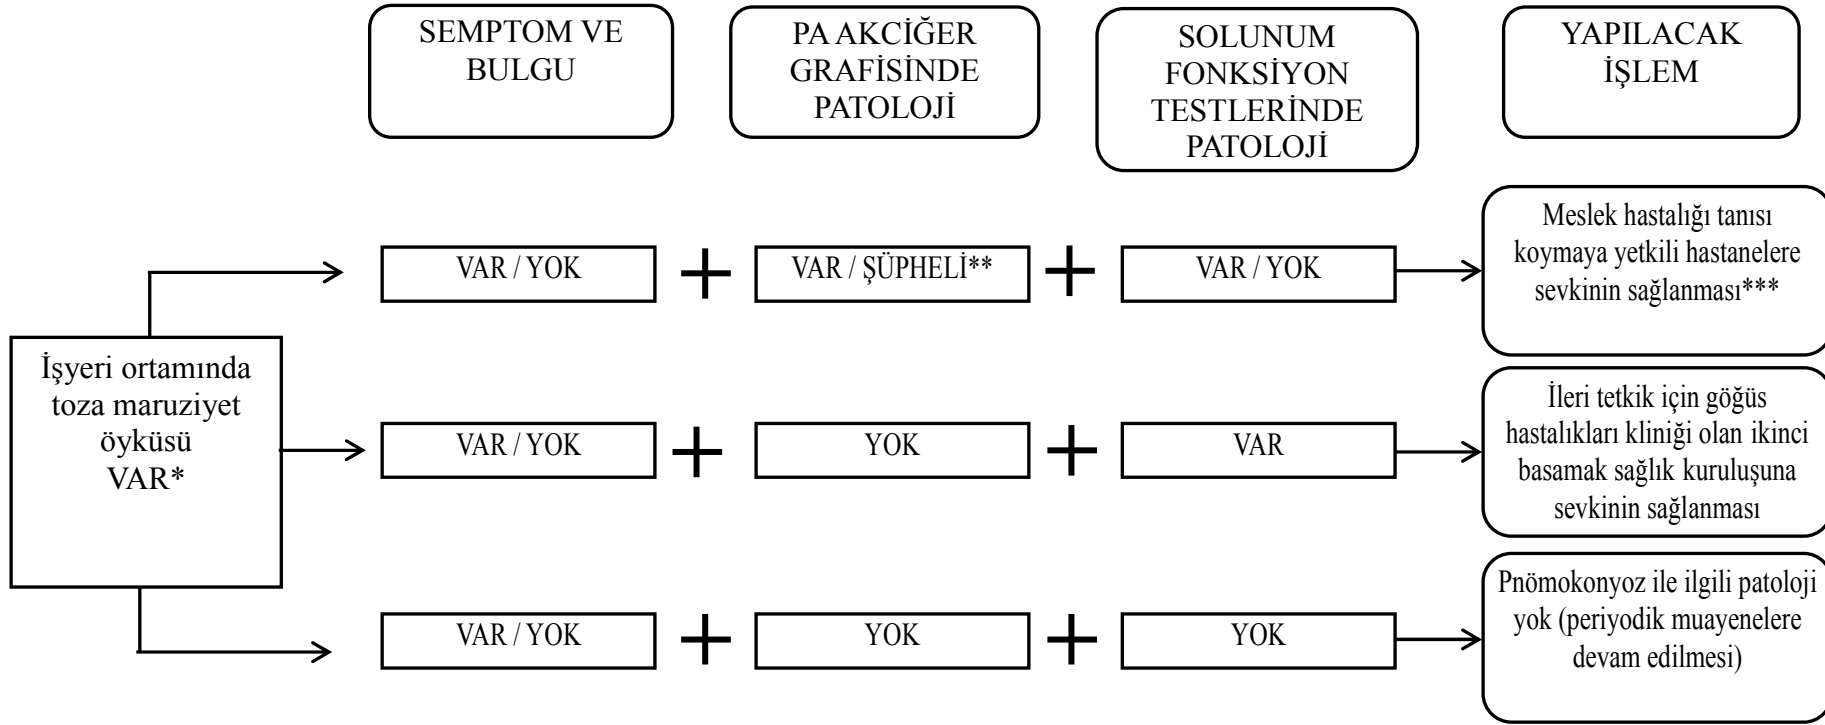 SEMPTOM VE
BULGU
PA AKCİĞER
GRAFİSİNDE
PATOLOJİ
SOLUNUM
FONKSİYON
TESTLERİNDE
PATOLOJİ
YAPILACAK
İŞLEM
İşyeri ortamında
toza maruziyet
öyküsü
VAR*
VAR / YOK
+
VAR / ŞÜPHELİ**
+
VAR / YOK
Meslek hastalığı tanısı
koymaya yetkili hastanelere
sevkinin sağlanması***
VAR / YOK
+
YOK
+
VAR
İleri tetkik için göğüs
hastalıkları kliniği olan ikinci
basamak sağlık kuruluşuna
sevkinin sağlanması
VAR / YOK
+
YOK
+
YOK
Pnömokonyoz ile ilgili patoloji
yok (periyodik muayenelere
devam edilmesi)